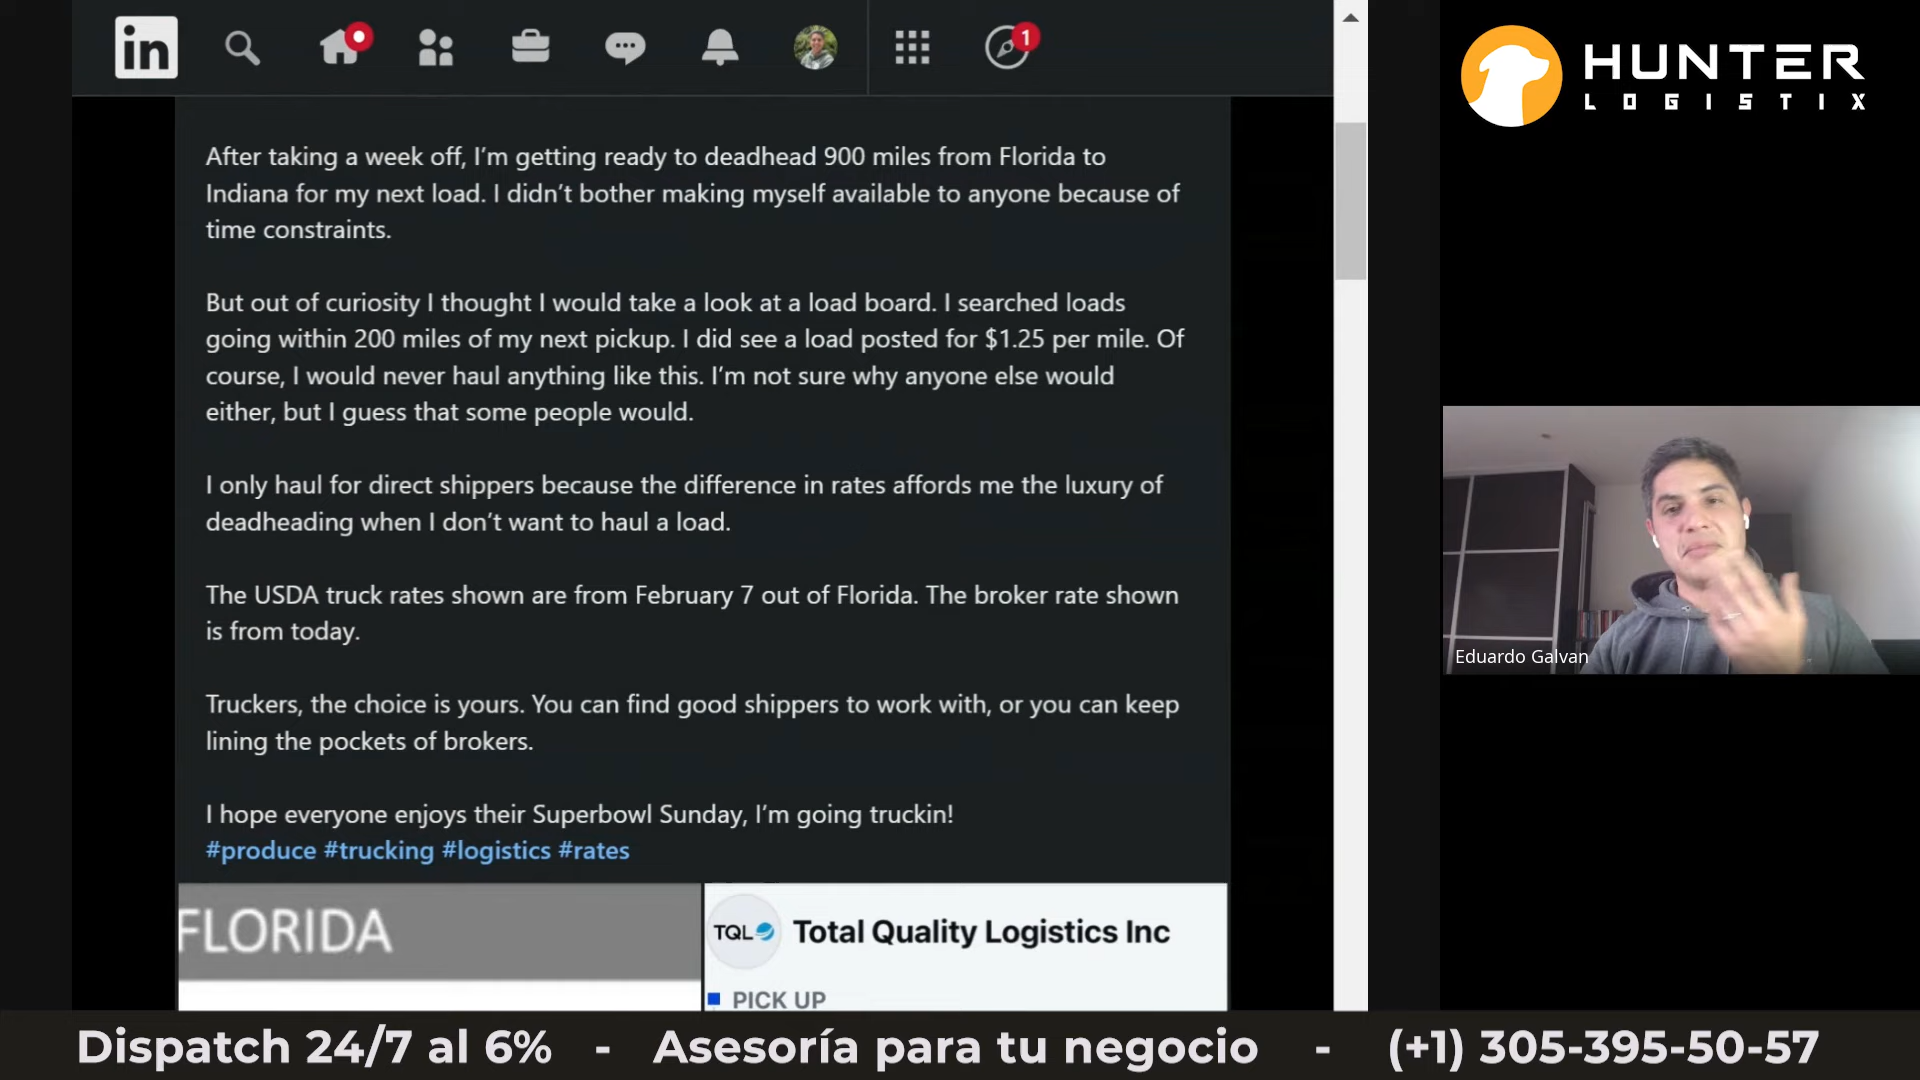 in
1
After taking a week off, I’m getting ready to deadhead 900 miles from Florida to
Indiana for my next load. I didn’t bother making myself available to anyone because of
time constraints.
But out of curiosity I thought I would take a look at a load board. I searched loads
going within 200 miles of my next pickup. I did see a load posted for $1.25 per mile. Of
course, I would never haul anything like this. I’m not sure why anyone else would
either, but I guess that some people would.
I only haul for direct shippers because the difference in rates affords me the luxury of
deadheading when I don’t want to haul a load.
The USDA truck rates shown are from February 7 out of Florida. The broker rate shown
is from today.
Truckers, the choice is yours. You can find good shippers to work with, or you can keep
lining the pockets of brokers.
I hope everyone enjoys their Superbowl Sunday, I’m going truckin!
#produce #trucking #logistics #rates
FLORIDA
TQL
Total Quality Logistics Inc
PICK UP
HUNTER
LOGISTIX
Eduardo Galvan
Dispatch 24/7 al 6% - Asesoría para tu negocio - (+1) 305-395-50-57